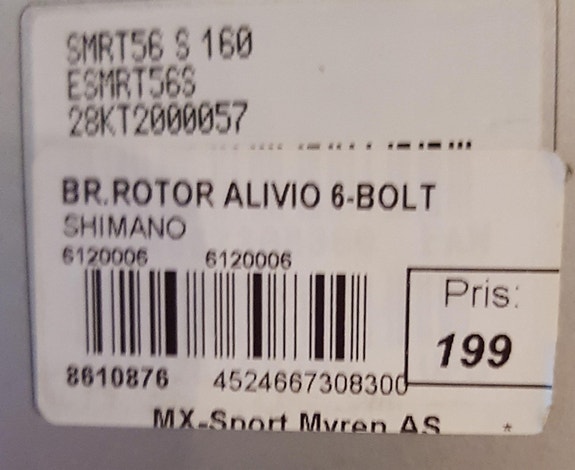 SMRT56 S 160
ESMRT56S
28KT2000057
BR.ROTOR ALIVIO 6-BOLT
SHIMANO
6120006 6120006
Pris:
199
8610876 4524667308300
MX-Sport Myren AS *